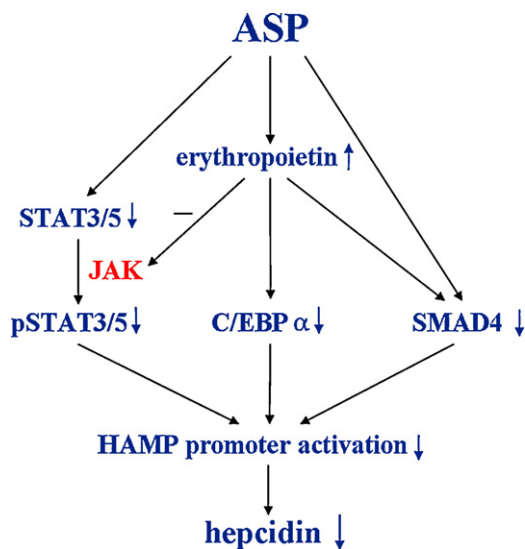 ASP
erythropoietin ↑
STAT3/5 ↓
–
JAK
pSTAT3/5 ↓
C/EBP α ↓
SMAD4 ↓
HAMP promoter activation ↓
hepcidin ↓